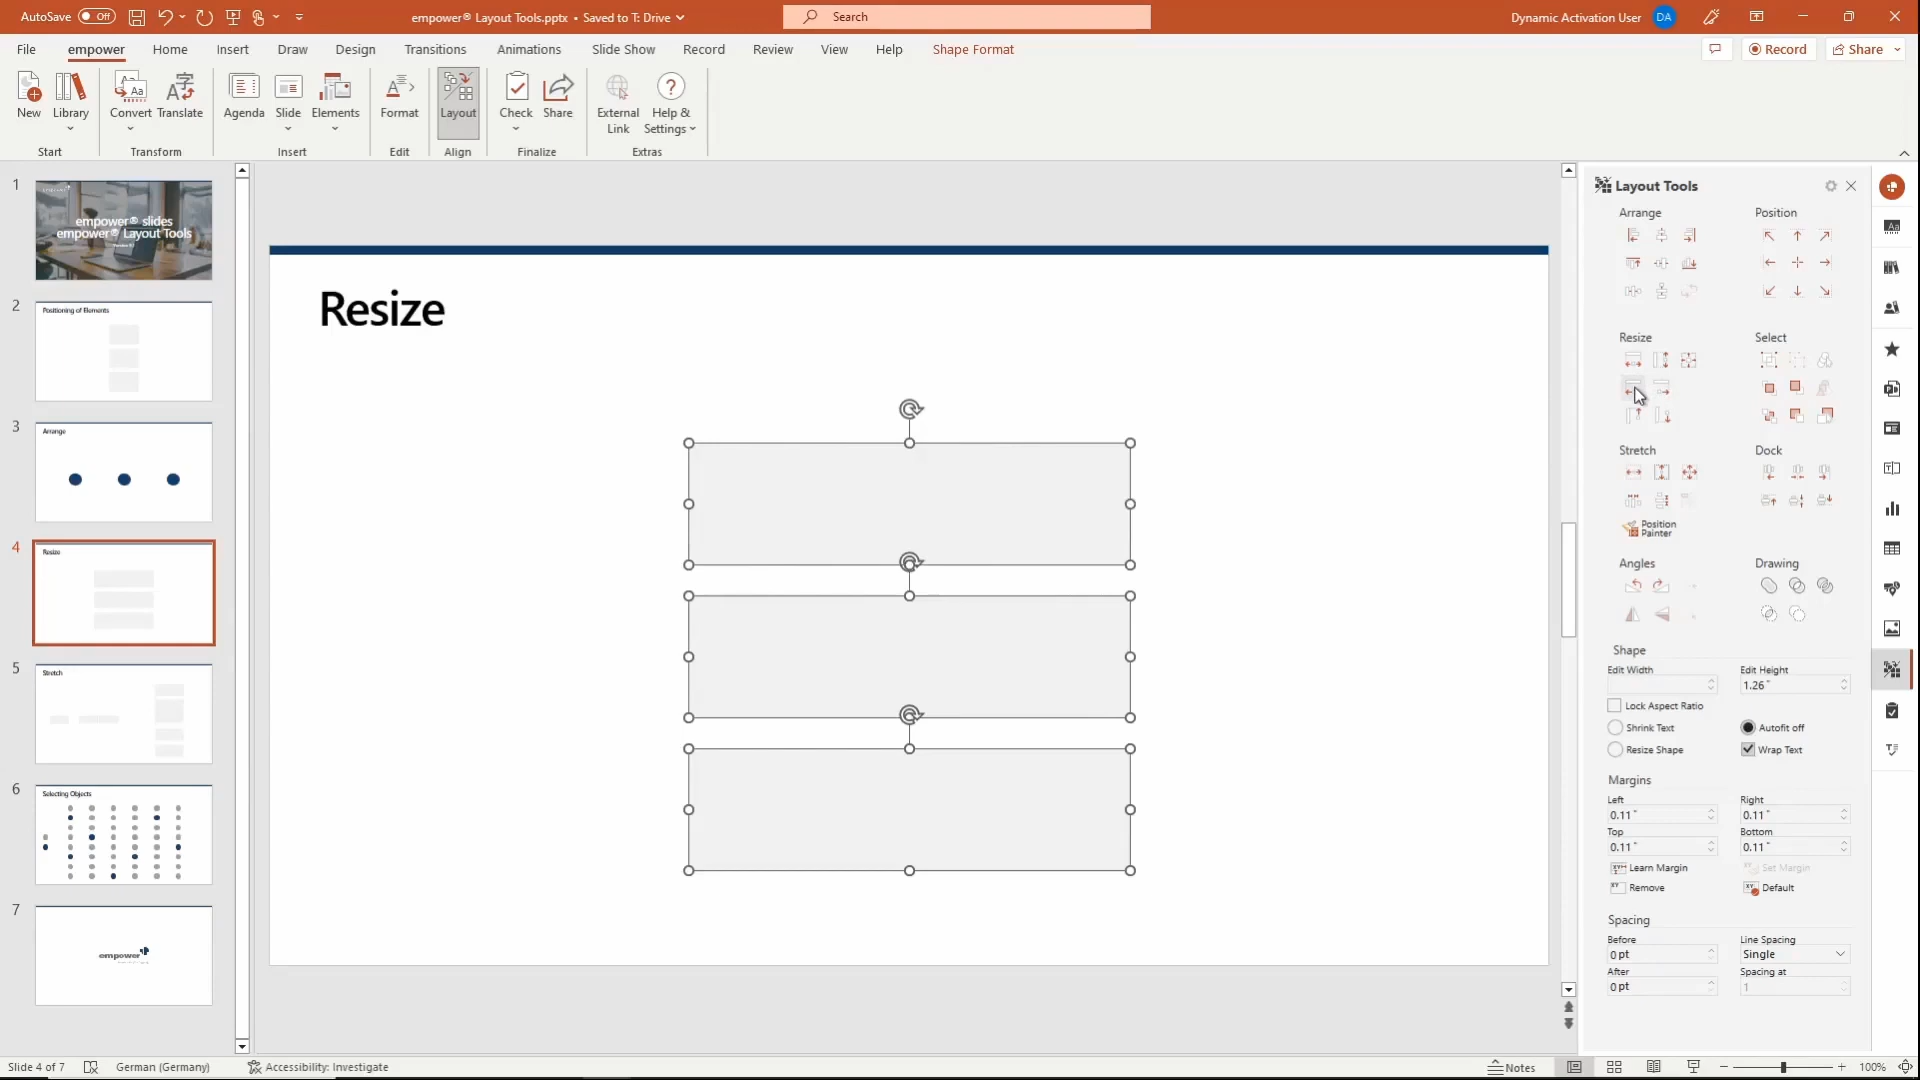 AutoSave Off
empower® Layout Tools.pptx • Saved to T: Drive
Search
Dynamic Activation User DA
File empower Home Insert Draw Design Transitions Animations Slide Show Record Review View Help Shape Format
Record Share
New Library Convert Translate Agenda Slide Elements Format Layout Check Share External Link Help & Settings
Start Transform Insert Edit Align Finalize Extras
1
empower® slides
empower® Layout Tools
2
Positioning of Elements
3
Arrange
4
Resize
5
Stretch
6
Selecting Objects
7
empower
Resize
Layout Tools
Arrange Position
Resize Select
Stretch Dock
Position
Painter
Angles Drawing
Shape
Edit Width Edit Height
1.26"
Lock Aspect Ratio
Shrink Text Autofit off
Resize Shape Wrap Text
Margins
Left Right
0.11" 0.11"
Top Bottom
0.11" 0.11"
Learn Margin Set Margin
Remove Default
Spacing
Before Line Spacing
0 pt Single
After Spacing at
0 pt 1
Slide 4 of 7 German (Germany) Accessibility: Investigate Notes 100%